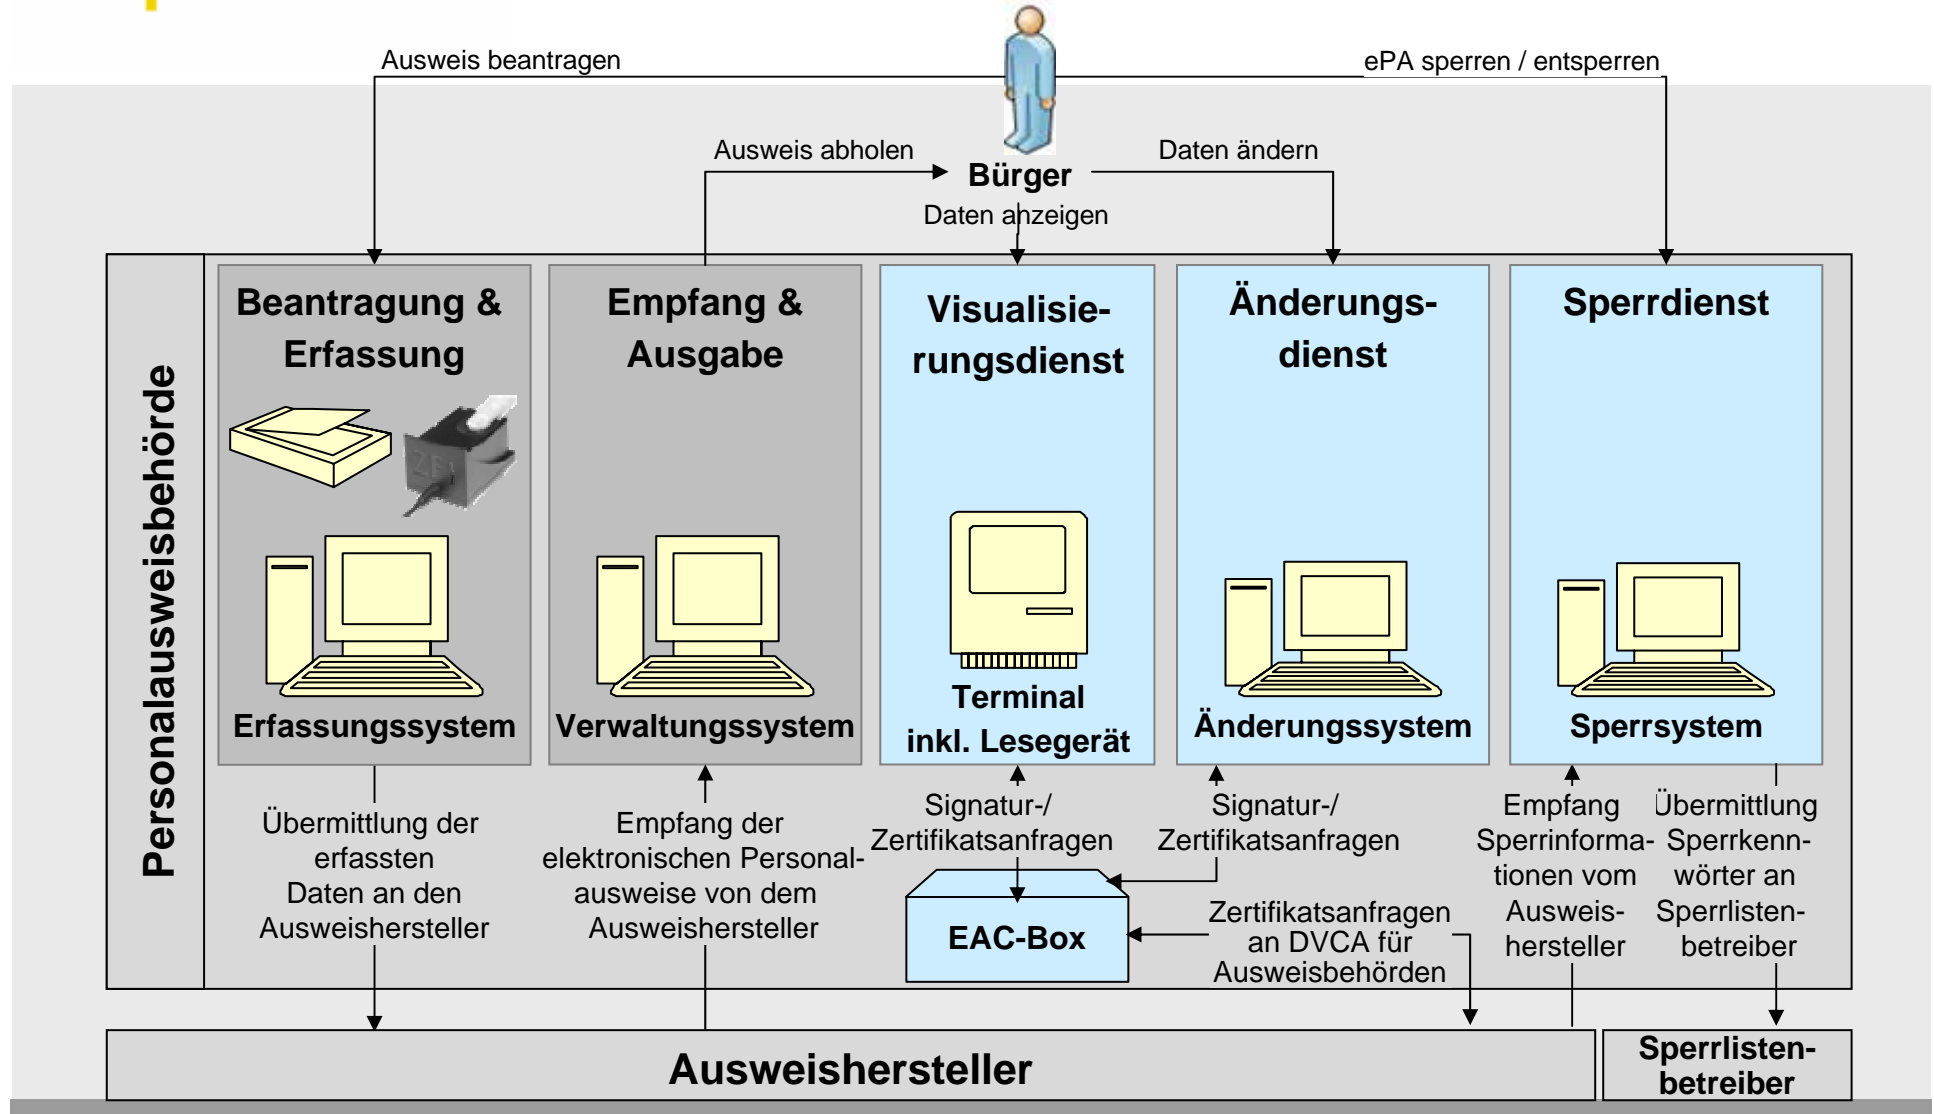 Ausweis beantragen
ePA sperren / entsperren
Ausweis abholen
Daten ändern
Bürger
Daten anzeigen
Personalausweisbehörde
Beantragung &
Erfassung
Erfassungssystem
Empfang &
Ausgabe
Verwaltungssystem
Visualisie-
rungsdienst
Terminal
inkl. Lesegerät
Änderungs-
dienst
Änderungssystem
Sperrdienst
Sperrsystem
Übermittlung der
erfassten
Daten an den
Ausweishersteller
Empfang der
elektronischen Personal-
ausweise von dem
Ausweishersteller
Signatur-/
Zertifikatsanfragen
Signatur-/
Zertifikatsanfragen
EAC-Box
Zertifikatsanfragen
an DVCA für
Ausweisbehörden
Empfang
Sperrinforma-
tionen vom
Ausweis-
hersteller
Übermittlung
Sperrkenn-
wörter an
Sperrlisten-
betreiber
Ausweishersteller
Sperrlisten-
betreiber